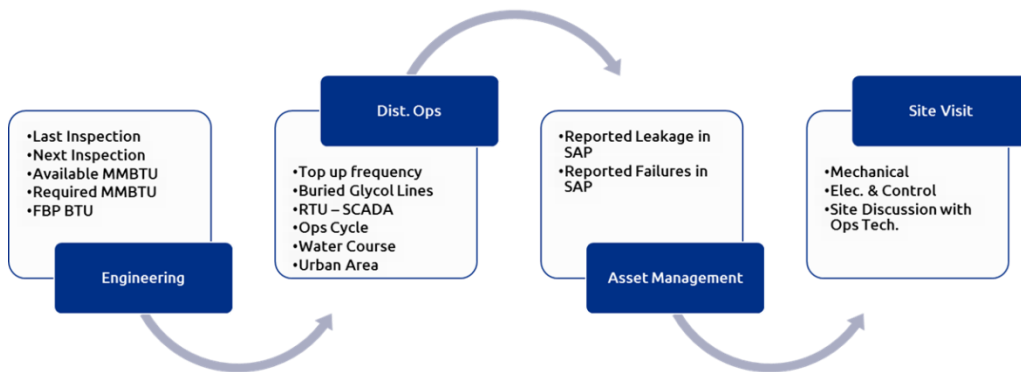 •Last Inspection
•Next Inspection
•Available MMBTU
•Required MMBTU
•FBP BTU
Engineering
Dist. Ops
•Top up frequency
•Buried Glycol Lines
•RTU – SCADA
•Ops Cycle
•Water Course
•Urban Area
•Reported Leakage in
SAP
•Reported Failures in
SAP
Asset Management
Site Visit
•Mechanical
•Elec. & Control
•Site Discussion with
Ops Tech.